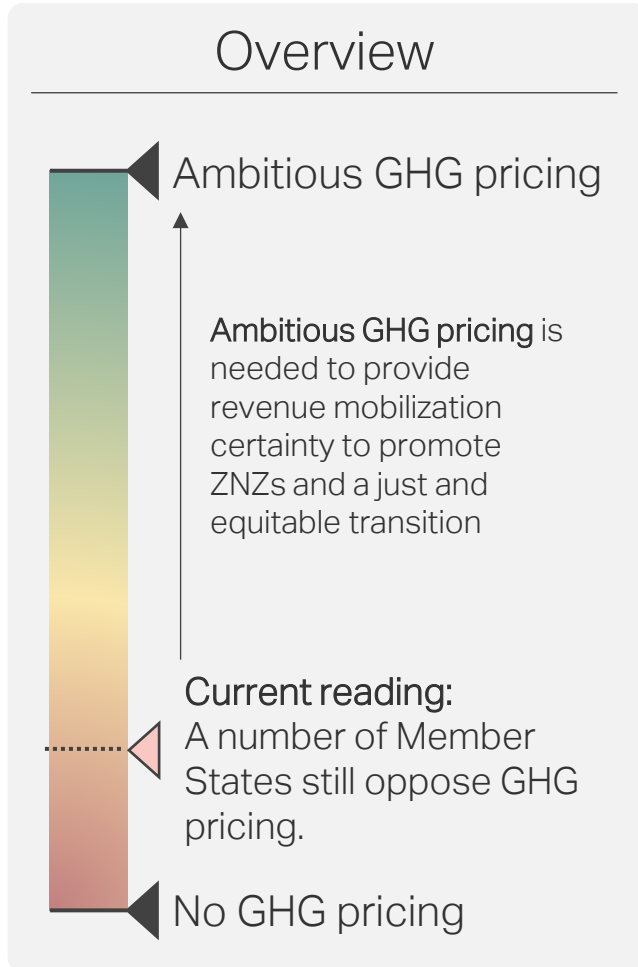 Overview
Ambitious GHG pricing
Ambitious GHG pricing is
needed to provide
revenue mobilization
certainty to promote
ZNZs and a just and
equitable transition
Current reading:
A number of Member
States still oppose GHG
pricing.
No GHG pricing